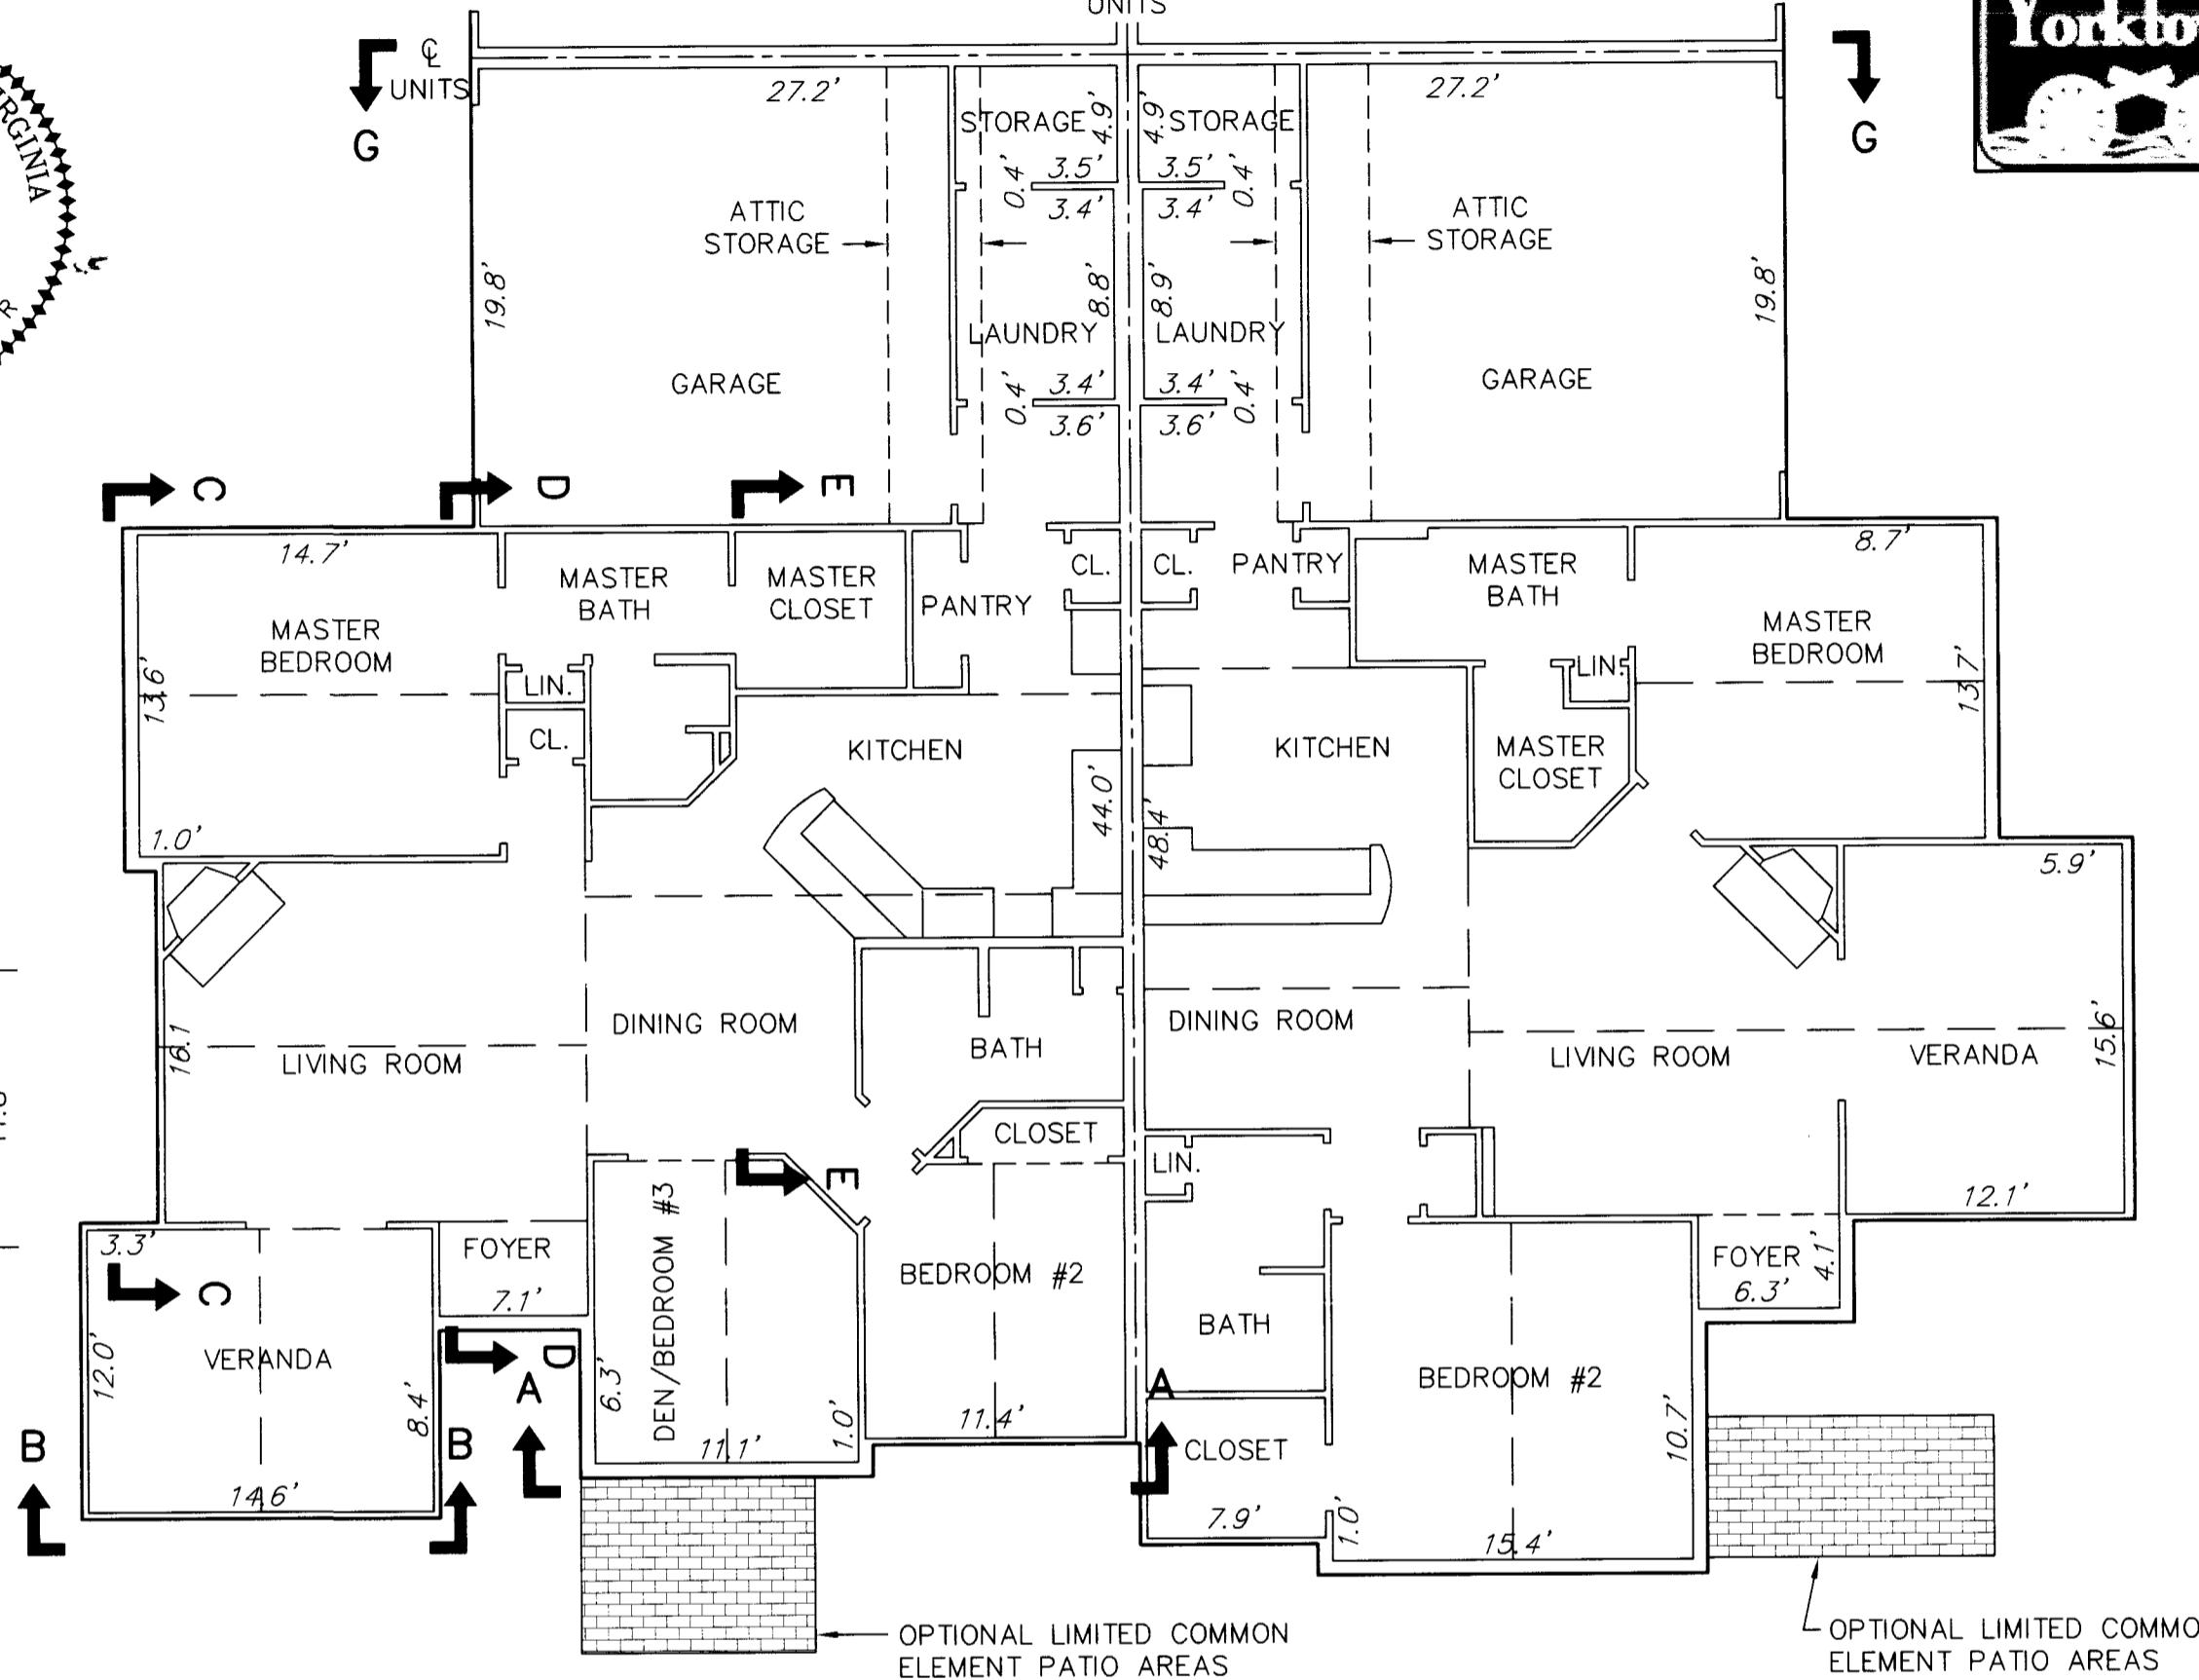 UNITS
Yorkto
℄
UNITS
RGINIA
G
G
27.2'
27.2'
STORAGE
4.9'
4.9'
STORAGE
3.5'
3.5'
0.4'
0.4'
3.4'
3.4'
ATTIC
STORAGE
ATTIC
STORAGE
19.8'
8.8'
8.9'
19.8'
LAUNDRY
LAUNDRY
GARAGE
GARAGE
0.4'
3.4'
3.4'
0.4'
3.6'
3.6'
C
D
E
14.7'
8.7'
MASTER
BATH
MASTER
CLOSET
PANTRY
CL.
CL.
PANTRY
MASTER
BATH
MASTER
BEDROOM
MASTER
BEDROOM
13.6'
13.7'
LIN.
LIN.
CL.
KITCHEN
KITCHEN
MASTER
CLOSET
44.0'
48.4'
1.0'
5.9'
DINING ROOM
DINING ROOM
16.1
LIVING ROOM
BATH
LIVING ROOM
VERANDA
15.6'
CLOSET
LIN.
E
12.1'
3.3'
FOYER
DEN/BEDROOM #3
BEDROOM #2
FOYER
4.1'
C
7.1'
6.3'
BATH
12.0'
VERANDA
D
A
6.3'
A
BEDROOM #2
8.4'
1.0'
11.4'
10.7'
B
B
11.1'
CLOSET
14.6'
7.9'
1.0'
15.4'
OPTIONAL LIMITED COMMON
ELEMENT PATIO AREAS
OPTIONAL LIMITED COMMO
ELEMENT PATIO AREAS